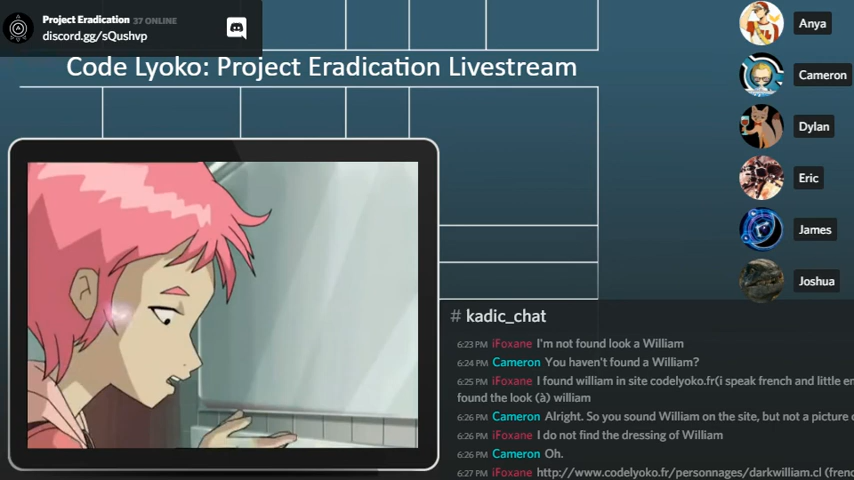 Project Eradication 37 ONLINE
discord.gg/sQushvp
Code Lyoko: Project Eradication Livestream
Anya
Cameron
Dylan
Eric
James
Joshua
# kadic_chat
6:23 PM iFoxane I'm not found look a William
6:24 PM Cameron You haven't found a William?
6:25 PM iFoxane I found william in site codelyoko.fr(i speak french and little en
found the look (à) william
6:26 PM Cameron Alright. So you sound William on the site, but not a picture
6:26 PM iFoxane I do not find the dressing of William
6:26 PM Cameron Oh.
6:27 PM iFoxane http://www.codelyoko.fr/personnages/darkwilliam.cl (fren